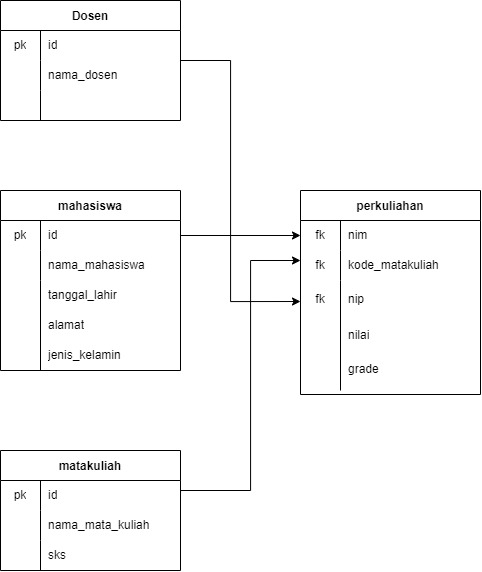 Dosen
pk id
nama_dosen
mahasiswa
pk id
nama_mahasiswa
tanggal_lahir
alamat
jenis_kelamin
perkuliahan
fk nim
fk kode_matakuliah
fk nip
nilai
grade
matakuliah
pk id
nama_mata_kuliah
sks